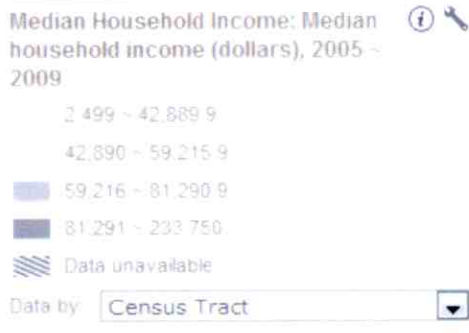 Median Household Income: Median
household income (dollars), 2005 -
2009
2 499 - 42,889 9
42,890 - 59,215 9
59,216 - 81,290 9
81,291 - 233 750
Data unavailable
Data by Census Tract